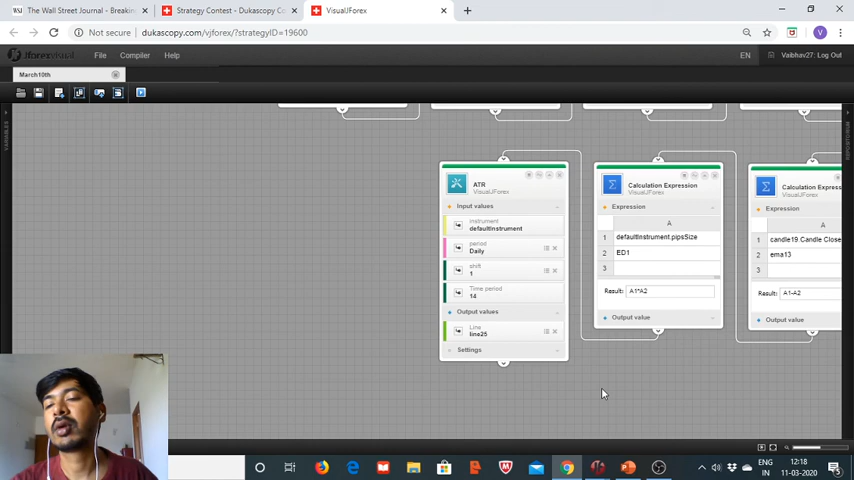 The Wall Street Journal - Breakin
Strategy Contest - Dukascopy Co
VisualJForex
Not secure
dukascopy.com/vjforex/?strategyID=19600
jforexvisual
File
Compiler
Help
EN
Vaibhav27: Log Out
March10th
VARIABLES
REPOSITORIUM
ATR
VisualJForex
Input values
instrument
defaultInstrument
period
Daily
shift
1
Time period
14
Output values
Line
line25
Settings
Calculation Expression
VisualJForex
Expression
A
1 defaultInstrument.pipsSize
2 ED1
3
Result: A1*A2
Output value
Calculation Express
VisualJForex
Expression
A
1 candle19.Candle Close
2 ema13
3
Result: A1-A2
Output value
ENG
IN
12:18
11-03-2020